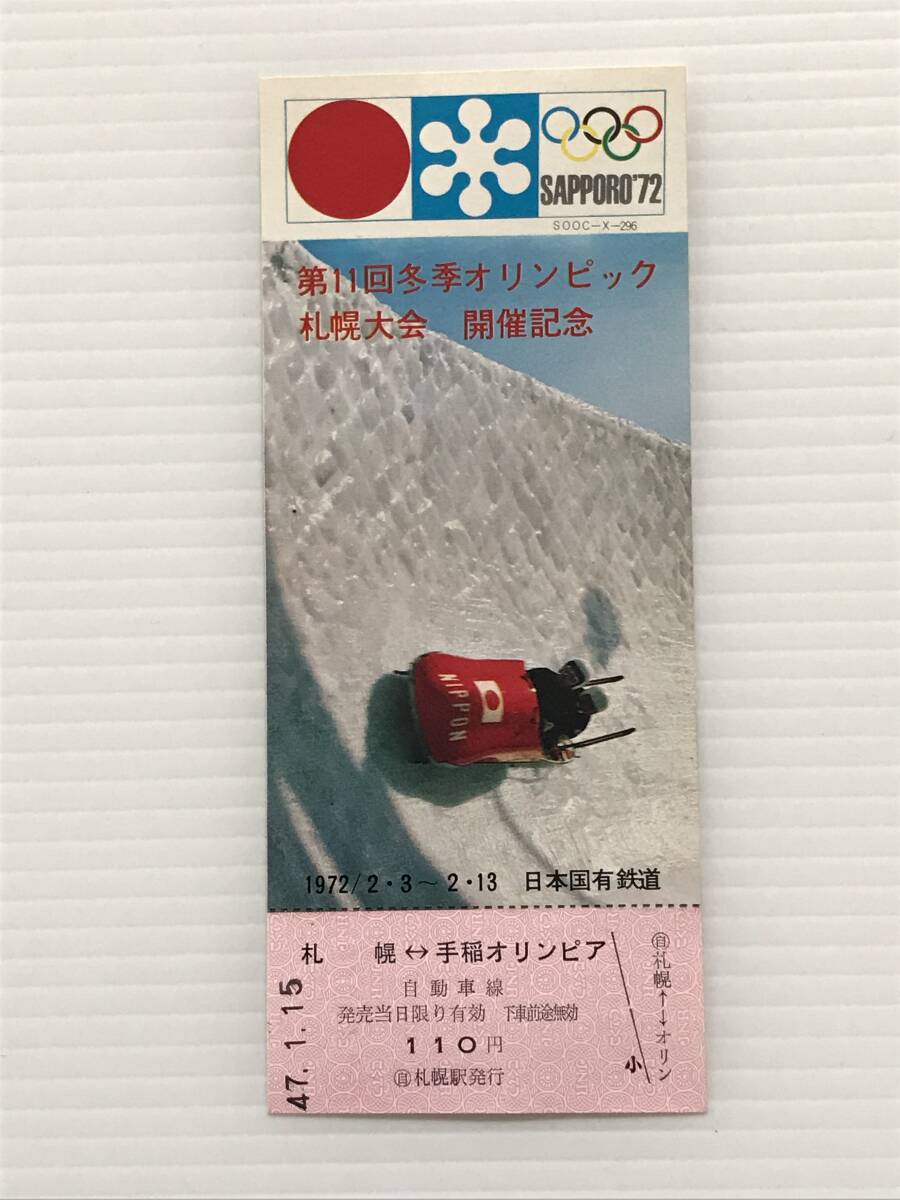 SAPPORO'72
SOOC-X-296
第11回冬季オリンピック
札幌大会 開催記念
NIPPON
1972/2・3〜2・13 日本国有鉄道
札 幌↔手稲オリンピア
自動車線
発売当日限り有効 下車前途無効
110円
㊂札幌駅発行
47.1.15
小
札幌←→オリン